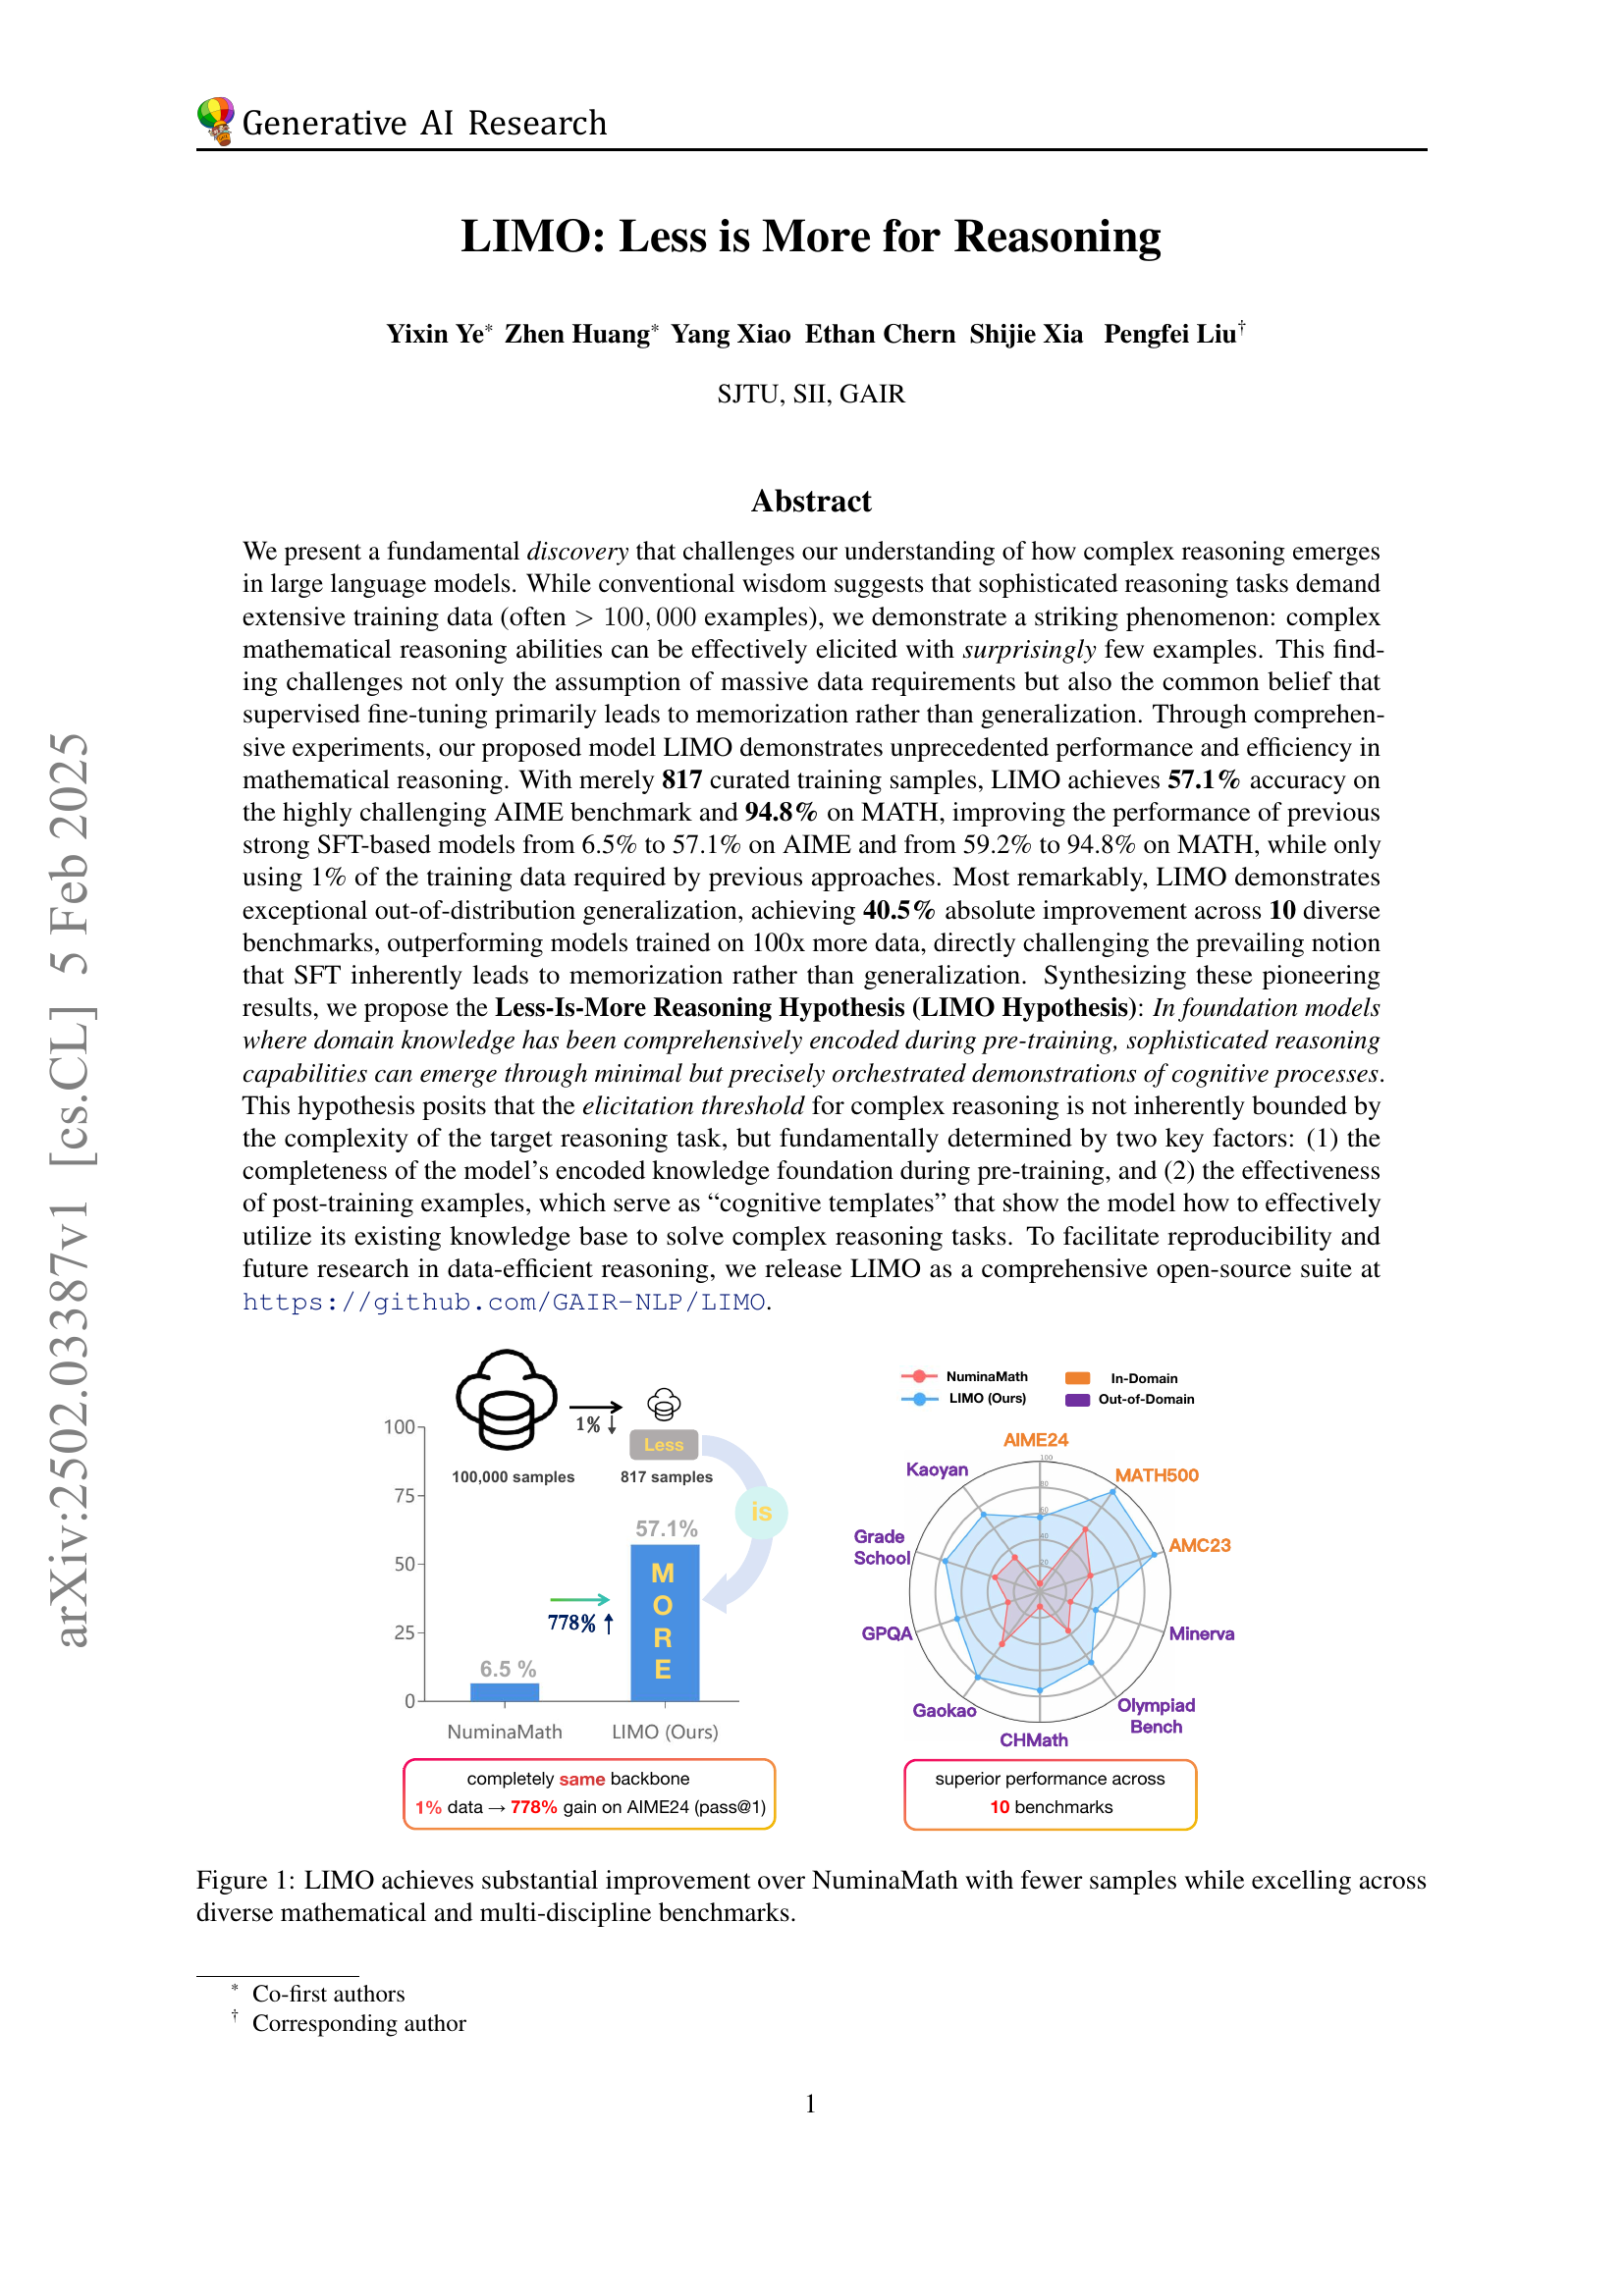 Generative AI Research
LIMO: Less is More for Reasoning
Yixin Ye* Zhen Huang* Yang Xiao Ethan Chern Shijie Xia Pengfei Liu†
SJTU, SII, GAIR
Abstract
We present a fundamental discovery that challenges our understanding of how complex reasoning emerges
in large language models. While conventional wisdom suggests that sophisticated reasoning tasks demand
extensive training data (often > 100, 000 examples), we demonstrate a striking phenomenon: complex
mathematical reasoning abilities can be effectively elicited with surprisingly few examples. This find-
ing challenges not only the assumption of massive data requirements but also the common belief that
supervised fine-tuning primarily leads to memorization rather than generalization. Through comprehen-
sive experiments, our proposed model LIMO demonstrates unprecedented performance and efficiency in
mathematical reasoning. With merely 817 curated training samples, LIMO achieves 57.1% accuracy on
the highly challenging AIME benchmark and 94.8% on MATH, improving the performance of previous
strong SFT-based models from 6.5% to 57.1% on AIME and from 59.2% to 94.8% on MATH, while only
using 1% of the training data required by previous approaches. Most remarkably, LIMO demonstrates
exceptional out-of-distribution generalization, achieving 40.5% absolute improvement across 10 diverse
benchmarks, outperforming models trained on 100x more data, directly challenging the prevailing notion
that SFT inherently leads to memorization rather than generalization. Synthesizing these pioneering
results, we propose the Less-Is-More Reasoning Hypothesis (LIMO Hypothesis): In foundation models
where domain knowledge has been comprehensively encoded during pre-training, sophisticated reasoning
capabilities can emerge through minimal but precisely orchestrated demonstrations of cognitive processes.
This hypothesis posits that the elicitation threshold for complex reasoning is not inherently bounded by
the complexity of the target reasoning task, but fundamentally determined by two key factors: (1) the
completeness of the model's encoded knowledge foundation during pre-training, and (2) the effectiveness
of post-training examples, which serve as “cognitive templates” that show the model how to effectively
utilize its existing knowledge base to solve complex reasoning tasks. To facilitate reproducibility and
future research in data-efficient reasoning, we release LIMO as a comprehensive open-source suite at
https://github.com/GAIR-NLP/LIMO.
arXiv:2502.03387v1 [cs.CL] 5 Feb 2025
1% ↓
Less
100,000 samples
817 samples
is
100
75
50
25
0
57.1%
M
O
R
E
778% ↑
6.5 %
NuminaMath
LIMO (Ours)
completely same backbone
1% data → 778% gain on AIME24 (pass@1)
NuminaMath
LIMO (Ours)
In-Domain
Out-of-Domain
AIME24
MATH500
AMC23
Minerva
Olympiad
Bench
CHMath
Gaokao
GPQA
Grade
School
Kaoyan
100
80
60
40
20
superior performance across
10 benchmarks
Figure 1: LIMO achieves substantial improvement over NuminaMath with fewer samples while excelling across
diverse mathematical and multi-discipline benchmarks.
* Co-first authors
† Corresponding author
1